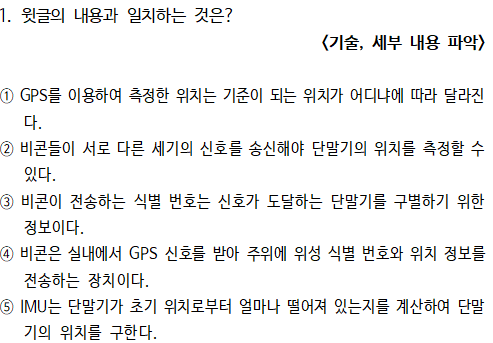 1. 윗글의 내용과 일치하는 것은?
<기술, 세부 내용 파악>
① GPS를 이용하여 측정한 위치는 기준이 되는 위치가 어디냐에 따라 달라진
다.
② 비콘들이 서로 다른 세기의 신호를 송신해야 단말기의 위치를 측정할 수
있다.
③ 비콘이 전송하는 식별 번호는 신호가 도달하는 단말기를 구별하기 위한
정보이다.
④ 비콘은 실내에서 GPS 신호를 받아 주위에 위성 식별 번호와 위치 정보를
전송하는 장치이다.
⑤ IMU는 단말기가 초기 위치로부터 얼마나 떨어져 있는지를 계산하여 단말
기의 위치를 구한다.